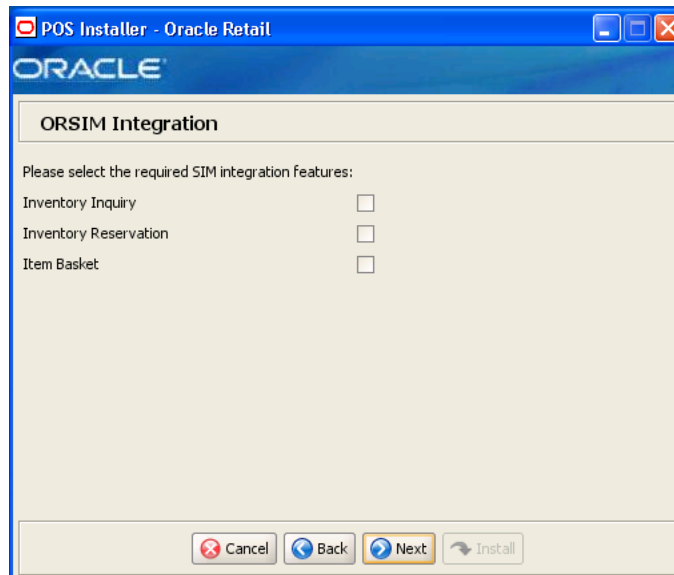 POS Installer - Oracle Retail
ORACLE
ORSIM Integration
Please select the required SIM integration features:
Inventory Inquiry
Inventory Reservation
Item Basket
Cancel Back Next Install